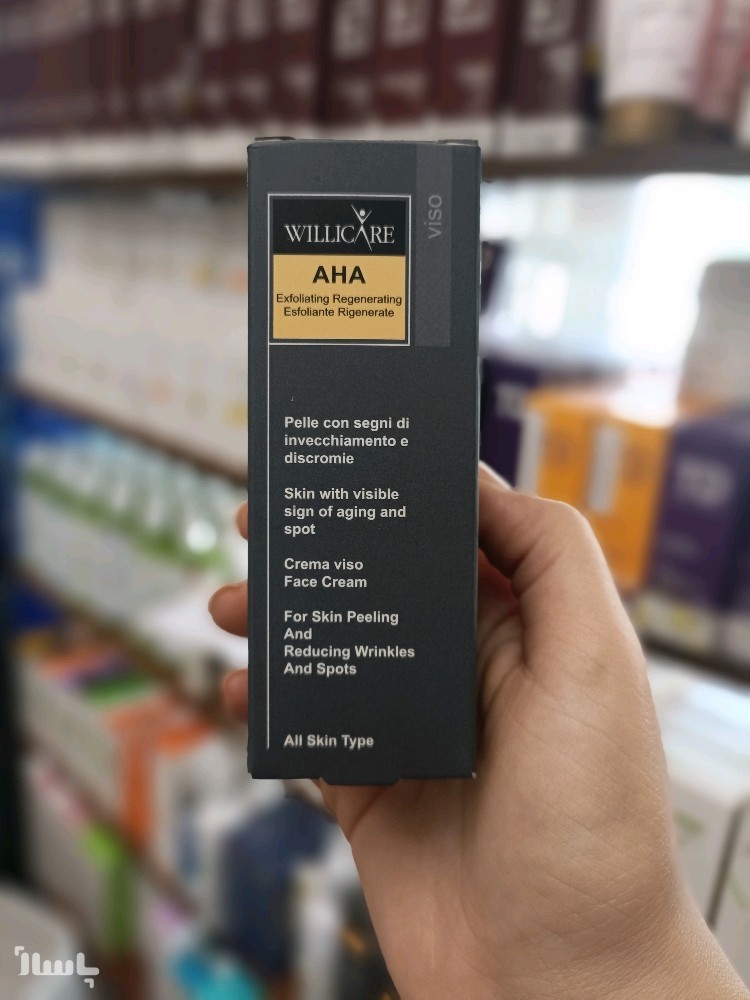 WILLICARE
viso
AHA
Exfoliating Regenerating
Esfoliante Rigenerate
Pelle con segni di
invecchiamento e
discromie
Skin with visible
sign of aging and
spot
Crema viso
Face Cream
For Skin Peeling
And
Reducing Wrinkles
And Spots
All Skin Type
باسلام